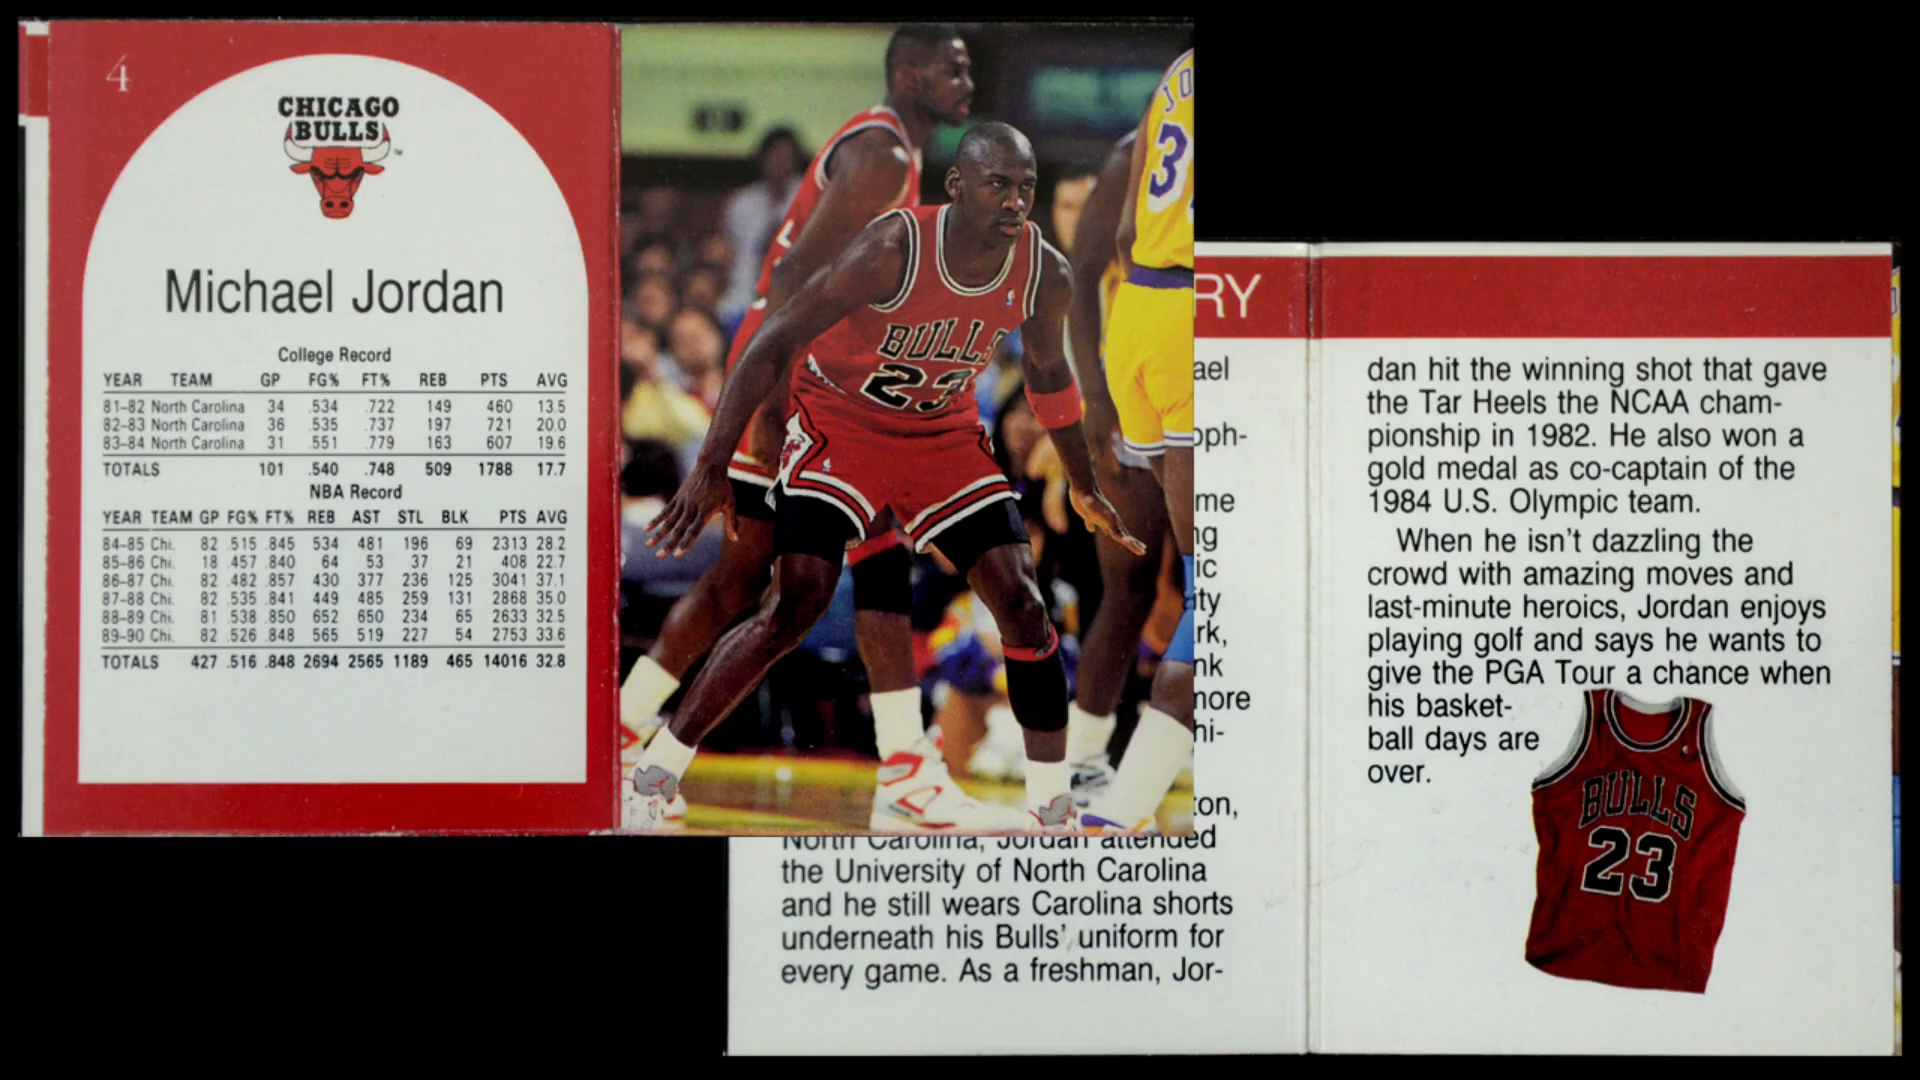 4
CHICAGO
BULLS
™
Michael Jordan
College Record
YEAR TEAM GP FG% FT% REB PTS AVG
81–82 North Carolina 34 .534 .722 149 460 13.5
82–83 North Carolina 36 .535 .737 197 721 20.0
83–84 North Carolina 31 .551 .779 163 607 19.6
TOTALS 101 .540 .748 509 1788 17.7
NBA Record
YEAR TEAM GP FG% FT% REB AST STL BLK PTS AVG
84–85 Chi. 82 .515 .845 534 481 196 69 2313 28.2
85–86 Chi. 18 .457 .840 64 53 37 21 408 22.7
86–87 Chi. 82 .482 .857 430 377 236 125 3041 37.1
87–88 Chi. 82 .535 .841 449 485 259 131 2868 35.0
88–89 Chi. 81 .538 .850 652 650 234 65 2633 32.5
89–90 Chi. 82 .526 .848 565 519 227 54 2753 33.6
TOTALS 427 .516 .848 2694 2565 1189 465 14016 32.8
BULLS
23
JO
3
RY
ael
oph-
me
ng
ic
ity
rk,
nk
more
hi-
ton,
North Carolina, Jordan attended
the University of North Carolina
and he still wears Carolina shorts
underneath his Bulls' uniform for
every game. As a freshman, Jor-
dan hit the winning shot that gave
the Tar Heels the NCAA cham-
pionship in 1982. He also won a
gold medal as co-captain of the
1984 U.S. Olympic team.
When he isn't dazzling the
crowd with amazing moves and
last-minute heroics, Jordan enjoys
playing golf and says he wants to
give the PGA Tour a chance when
his basket-
ball days are
over.
BULLS
23